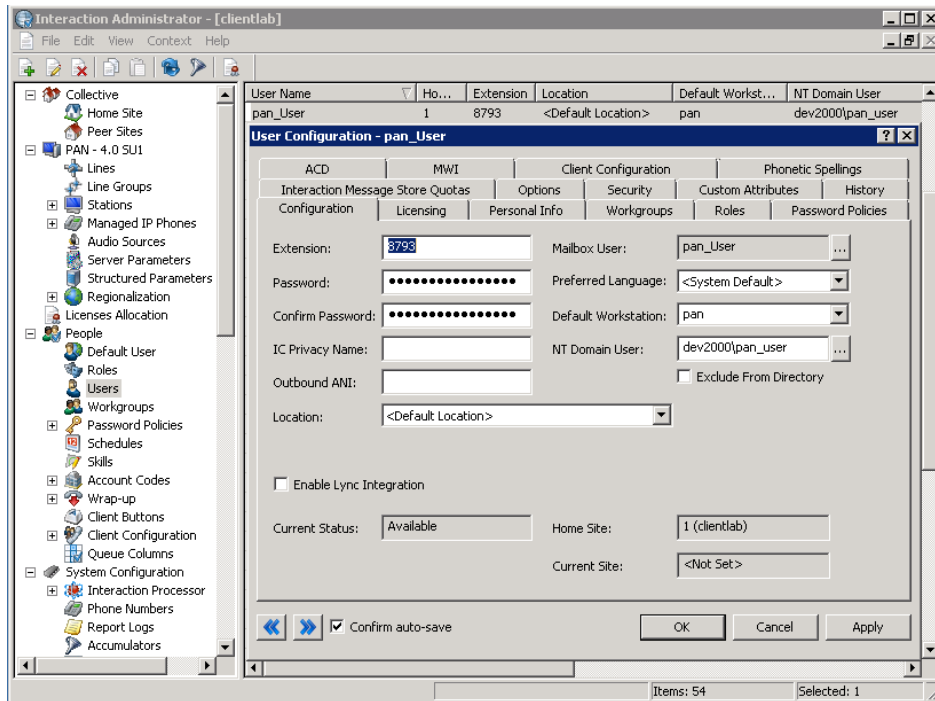 Interaction Administrator - [clientlab]
File Edit View Context Help
Collective
Home Site
Peer Sites
PAN - 4.0 SU1
Lines
Line Groups
Stations
Managed IP Phones
Audio Sources
Server Parameters
Structured Parameters
Regionalization
Licenses Allocation
People
Default User
Roles
Users
Workgroups
Password Policies
Schedules
Skills
Account Codes
Wrap-up
Client Buttons
Client Configuration
Queue Columns
System Configuration
Interaction Processor
Phone Numbers
Report Logs
Accumulators
User Name Ho... Extension Location Default Workst... NT Domain User
pan_User 1 8793 <Default Location> pan dev2000\pan_user
User Configuration - pan_User
ACD MWI Client Configuration Phonetic Spellings
Interaction Message Store Quotas Options Security Custom Attributes History
Configuration Licensing Personal Info Workgroups Roles Password Policies
Extension: 8793 Mailbox User: pan_User ...
Password: •••••••••••••••• Preferred Language: <System Default>
Confirm Password: •••••••••••••••• Default Workstation: pan
IC Privacy Name: NT Domain User: dev2000\pan_user ...
Outbound ANI: Exclude From Directory
Location: <Default Location>
Enable Lync Integration
Current Status: Available Home Site: 1 (clientlab)
Current Site: <Not Set>
Confirm auto-save OK Cancel Apply
Items: 54 Selected: 1